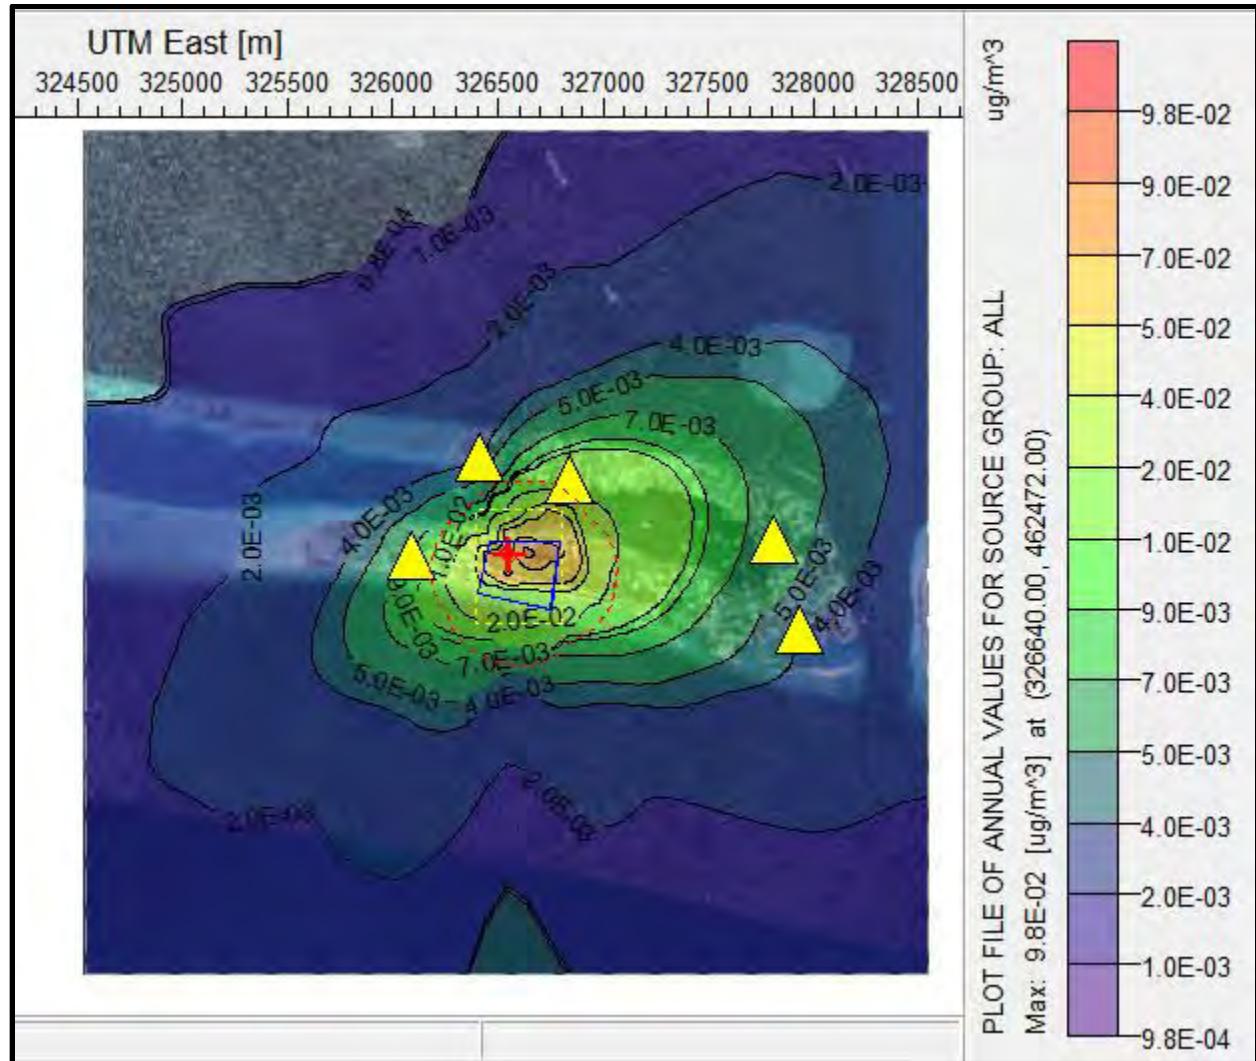 UTM East [m]
324500 325000 325500 326000 326500 327000 327500 328000 328500
2.0E-03
9.8E-04
1.0E-03
2.0E-03
4.0E-03
5.0E-03
7.0E-03
2.0E-03
4.0E-03
1.0E-02
9.0E-03
2.0E-02
7.0E-03
5.0E-03
4.0E-03
5.0E-03
4.0E-03
2.0E-03
2.0E-03
PLOT FILE OF ANNUAL VALUES FOR SOURCE GROUP: ALL
Max: 9.8E-02 [ug/m^3] at (326640.00, 462472.00)
ug/m^3
9.8E-02
9.0E-02
7.0E-02
5.0E-02
4.0E-02
2.0E-02
1.0E-02
9.0E-03
7.0E-03
5.0E-03
4.0E-03
2.0E-03
1.0E-03
9.8E-04